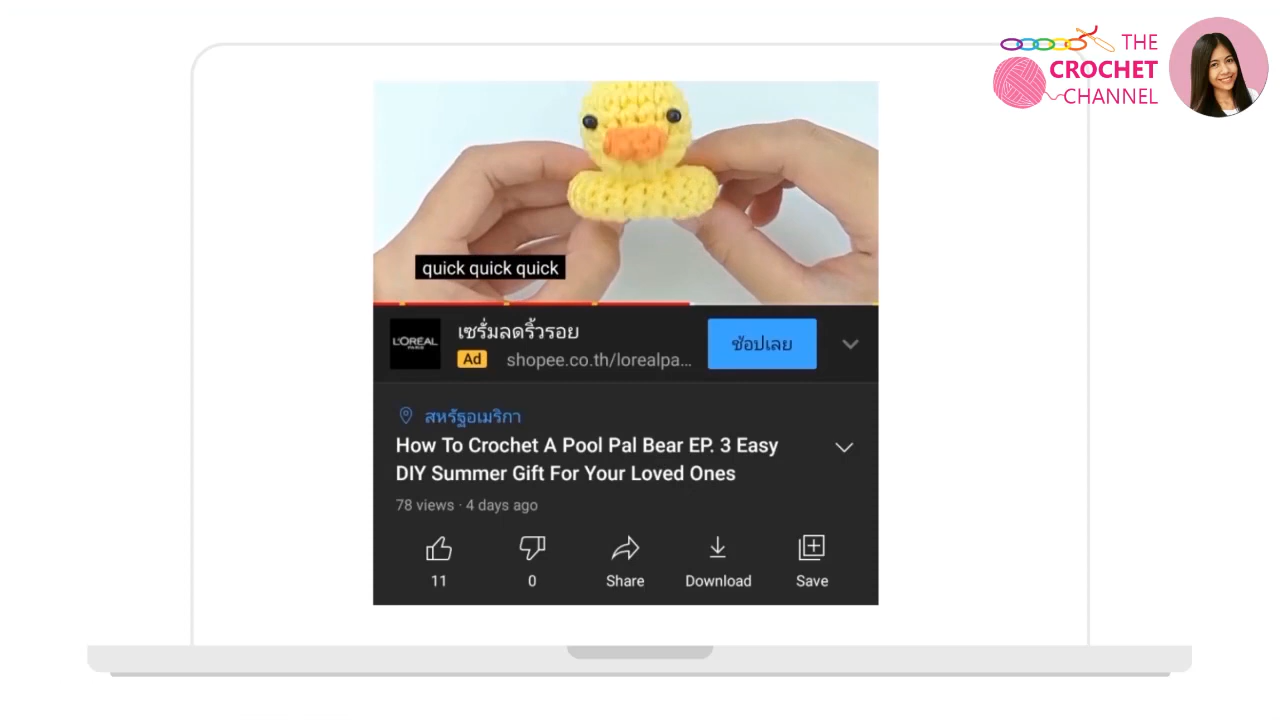 THE
CROCHET
CHANNEL
quick quick quick
L'ORÉAL
PARIS
เซรั่มลดริ้วรอย
Ad shopee.co.th/lorealpa...
ช้อปเลย
สหรัฐอเมริกา
How To Crochet A Pool Pal Bear EP. 3 Easy
DIY Summer Gift For Your Loved Ones
78 views · 4 days ago
11 0 Share Download Save